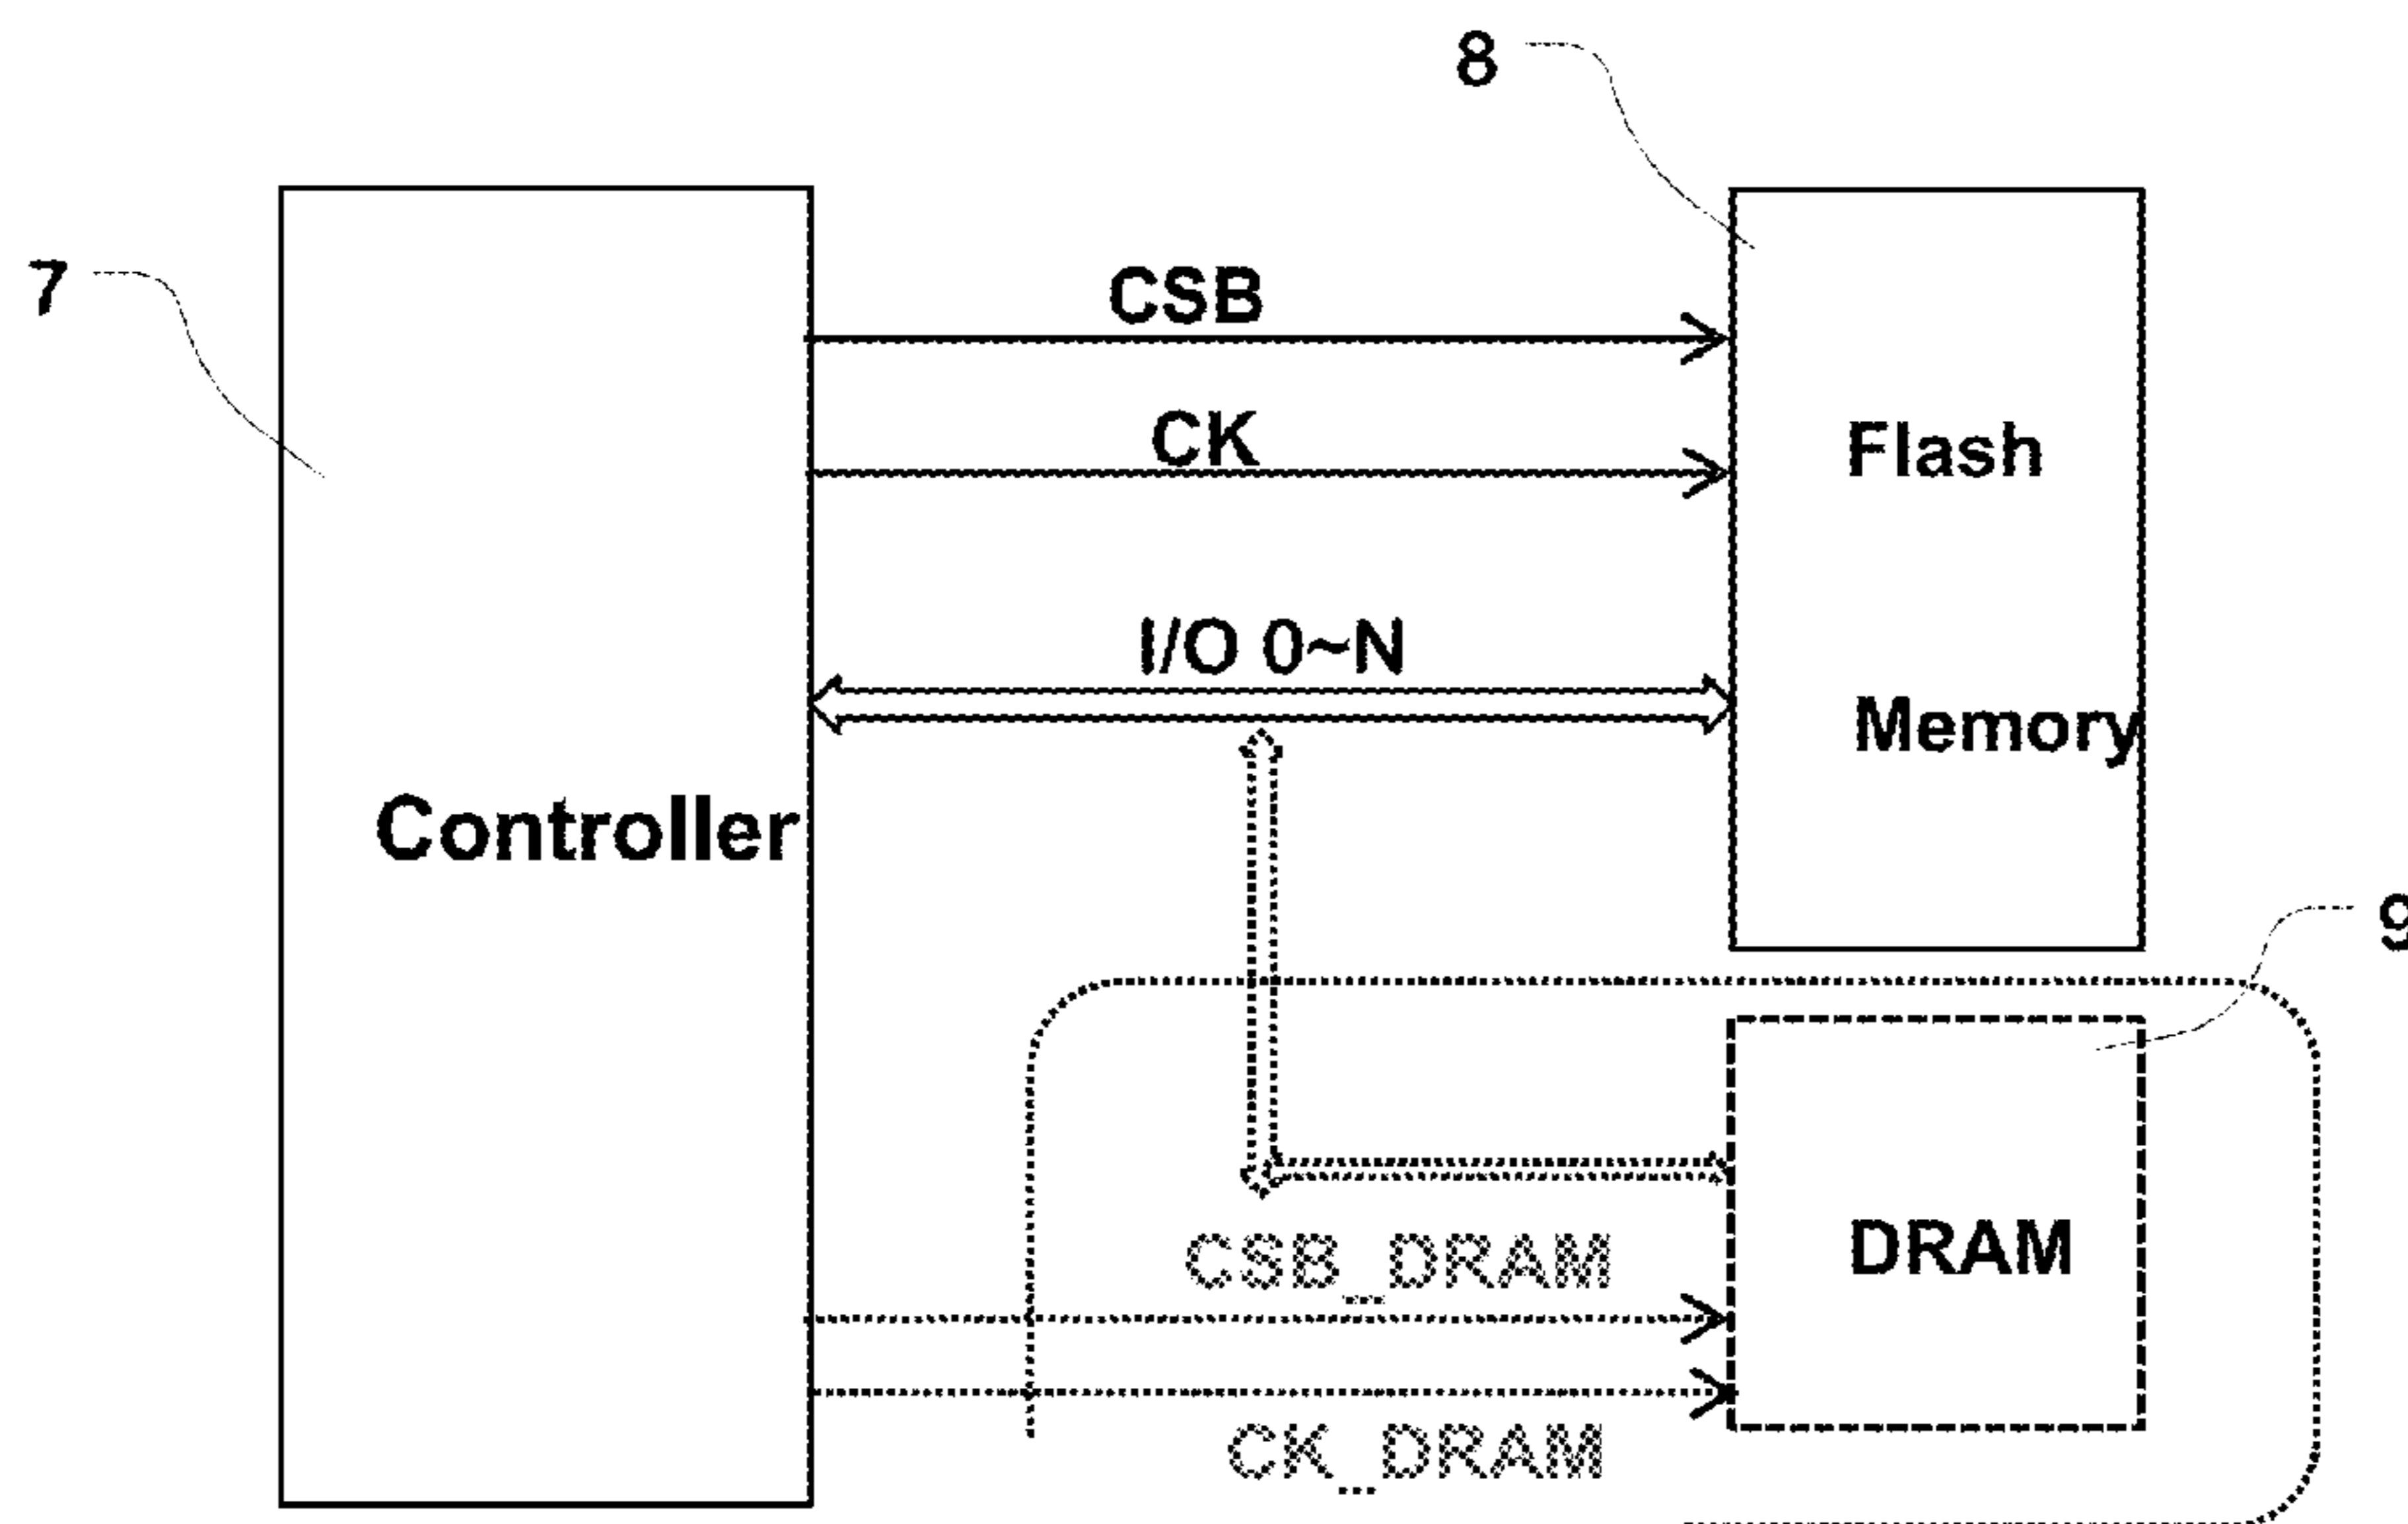 8
7
CSB
CK
Flash
I/O 0~N
Memory
Controller
9
CSB_DRAM
DRAM
CK_DRAM